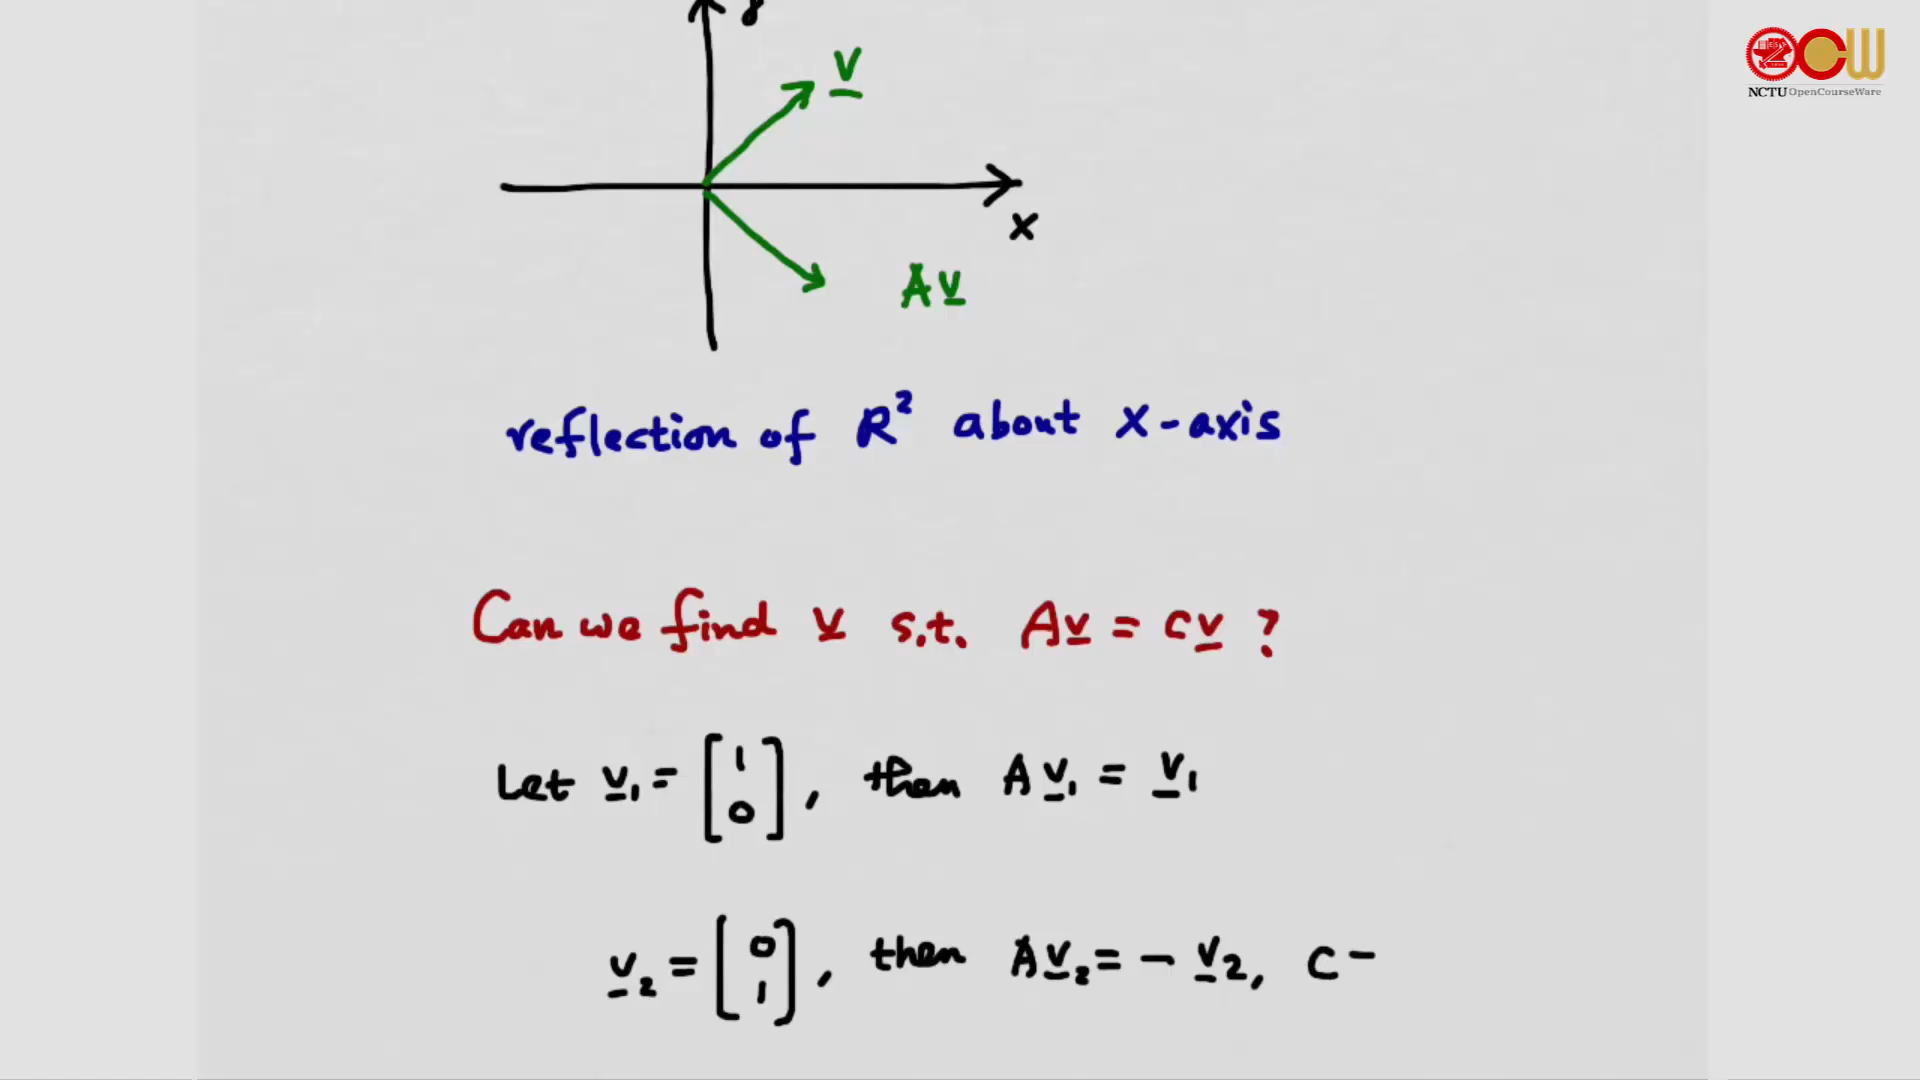 y
OCW
NCTU OpenCourseWare
v
x
Av
reflection of R² about x-axis
Can we find v s.t. Av = cv ?
Let v₁ = [1 0], then Av₁ = v₁
v₂ = [0 1], then Av₂ = - v₂, c -